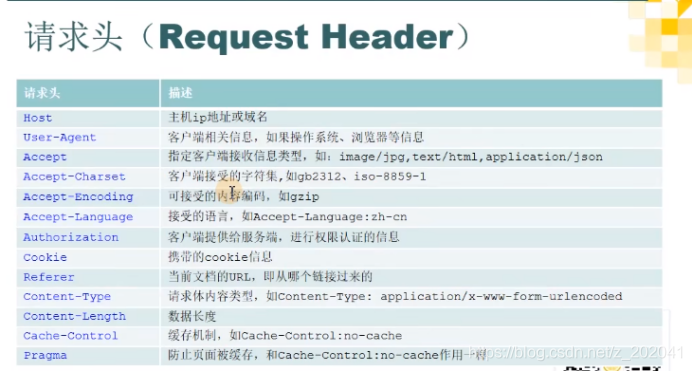 请求头（Request Header）
请求头 描述
Host 主机ip地址或域名
User-Agent 客户端相关信息，如果操作系统、浏览器等信息
Accept 指定客户端接收信息类型，如：image/jpg,text/html,application/json
Accept-Charset 客户端接受的字符集,如gb2312、iso-8859-1
Accept-Encoding 可接受的内容编码，如gzip
Accept-Language 接受的语言，如Accept-Language:zh-cn
Authorization 客户端提供给服务端，进行权限认证的信息
Cookie 携带的cookie信息
Referer 当前文档的URL，即从哪个链接过来的
Content-Type 请求体内容类型，如Content-Type: application/x-www-form-urlencoded
Content-Length 数据长度
Cache-Control 缓存机制，如Cache-Control:no-cache
Pragma 防止页面被缓存，和Cache-Control:no-cache作用一样
https://blog.csdn.net/z_202041